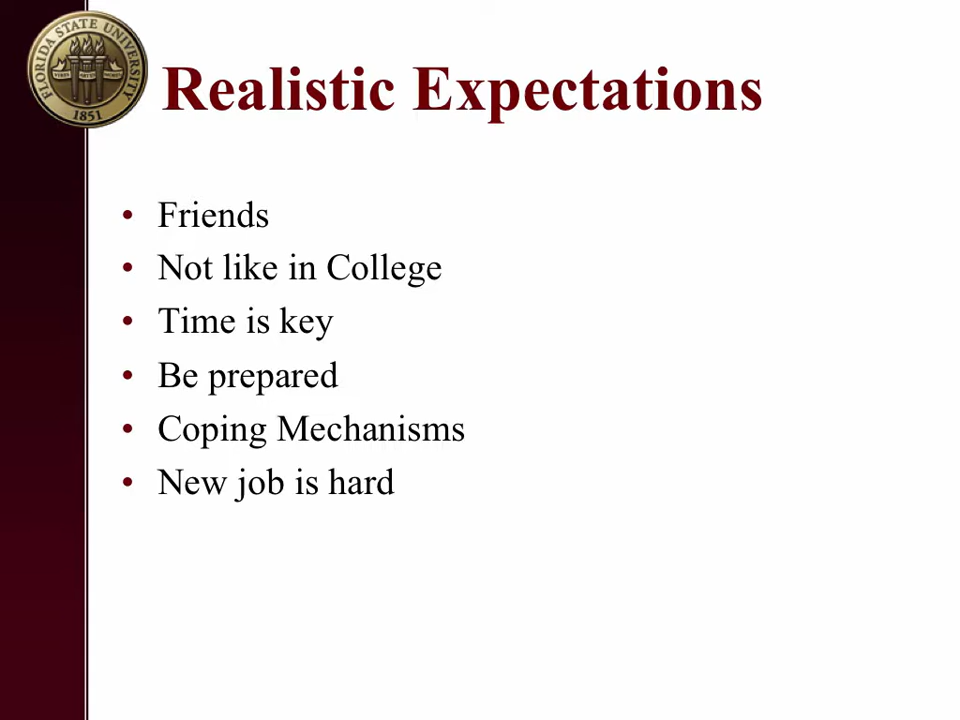 FLORIDA STATE UNIVERSITY
1851
Realistic Expectations
• Friends
• Not like in College
• Time is key
• Be prepared
• Coping Mechanisms
• New job is hard